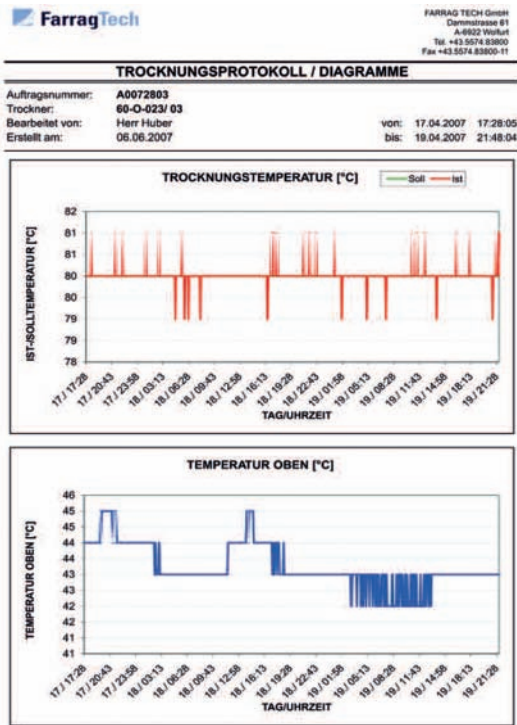 FarragTech
FARRAG TECH GmbH
Dammstrasse 61
A-6922 Wolfurt
Tel. +43.5574.83800
Fax +43.5574.83800-11
TROCKNUNGSPROTOKOLL / DIAGRAMME
Auftragsnummer: A0072803
Trockner: 60-O-023/ 03
Bearbeitet von: Herr Huber von: 17.04.2007 17:28:05
Erstellt am: 06.06.2007 bis: 19.04.2007 21:48:04
TROCKNUNGSTEMPERATUR [°C] Soll Ist
IST-/SOLLTEMPERATUR [°C]
82
81
81
80
80
79
79
78
17 / 17:28 17 / 20:43 17 / 23:58 18 / 03:13 18 / 06:28 18 / 09:43 18 / 12:58 18 / 16:13 18 / 19:28 18 / 22:43 19 / 01:58 19 / 05:13 19 / 08:28 19 / 11:43 19 / 14:58 19 / 18:13 19 / 21:28
TAG/UHRZEIT
TEMPERATUR OBEN [°C]
TEMPERATUR OBEN [°C]
46
45
45
44
44
43
43
42
42
41
41
17 / 17:28 17 / 20:43 17 / 23:58 18 / 03:13 18 / 06:28 18 / 09:43 18 / 12:58 18 / 16:13 18 / 19:28 18 / 22:43 19 / 01:58 19 / 05:13 19 / 08:28 19 / 11:43 19 / 14:58 19 / 18:13 19 / 21:28
TAG/UHRZEIT